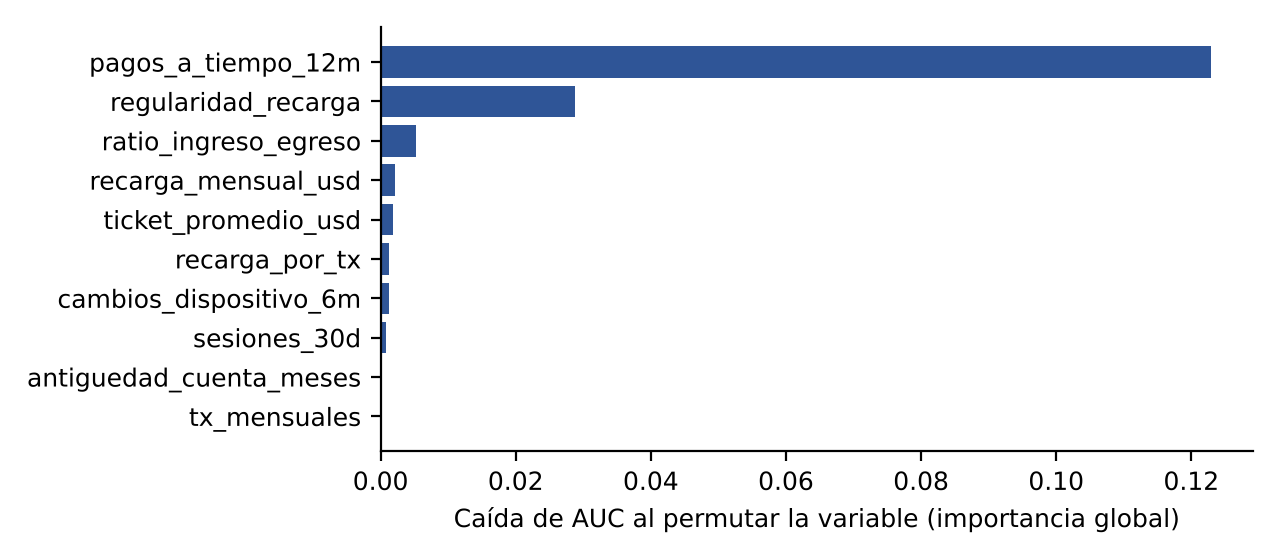 pagos_a_tiempo_12m
regularidad_recarga
ratio_ingreso_egreso
recarga_mensual_usd
ticket_promedio_usd
recarga_por_tx
cambios_dispositivo_6m
sesiones_30d
antiguedad_cuenta_meses
tx_mensuales
0.00 0.02 0.04 0.06 0.08 0.10 0.12
Caída de AUC al permutar la variable (importancia global)